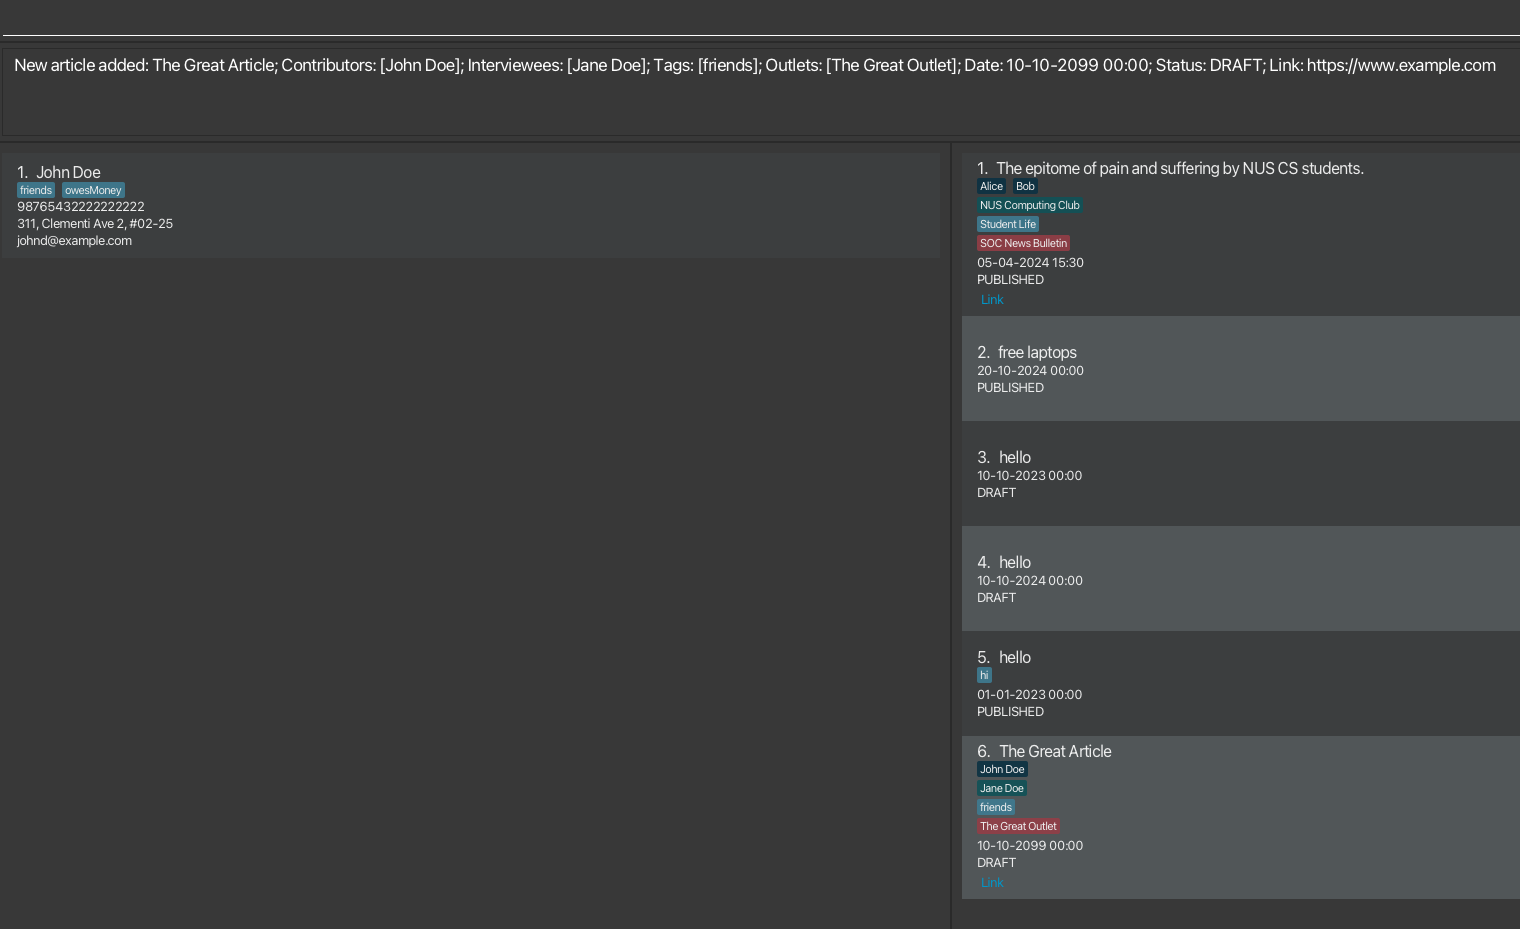 New article added: The Great Article; Contributors: [John Doe]; Interviewees: [Jane Doe]; Tags: [friends]; Outlets: [The Great Outlet]; Date: 10-10-2099 00:00; Status: DRAFT; Link: https://www.example.com
1. John Doe
friends owesMoney
98765432222222222
311, Clementi Ave 2, #02-25
johnd@example.com
1. The epitome of pain and suffering by NUS CS students.
Alice Bob
NUS Computing Club
Student Life
SOC News Bulletin
05-04-2024 15:30
PUBLISHED
Link
2. free laptops
20-10-2024 00:00
PUBLISHED
3. hello
10-10-2023 00:00
DRAFT
4. hello
10-10-2024 00:00
DRAFT
5. hello
hi
01-01-2023 00:00
PUBLISHED
6. The Great Article
John Doe
Jane Doe
friends
The Great Outlet
10-10-2099 00:00
DRAFT
Link